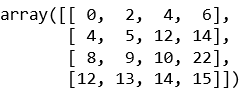 array([[ 0,  2,  4,  6],
       [ 4,  5, 12, 14],
       [ 8,  9, 10, 22],
       [12, 13, 14, 15]])